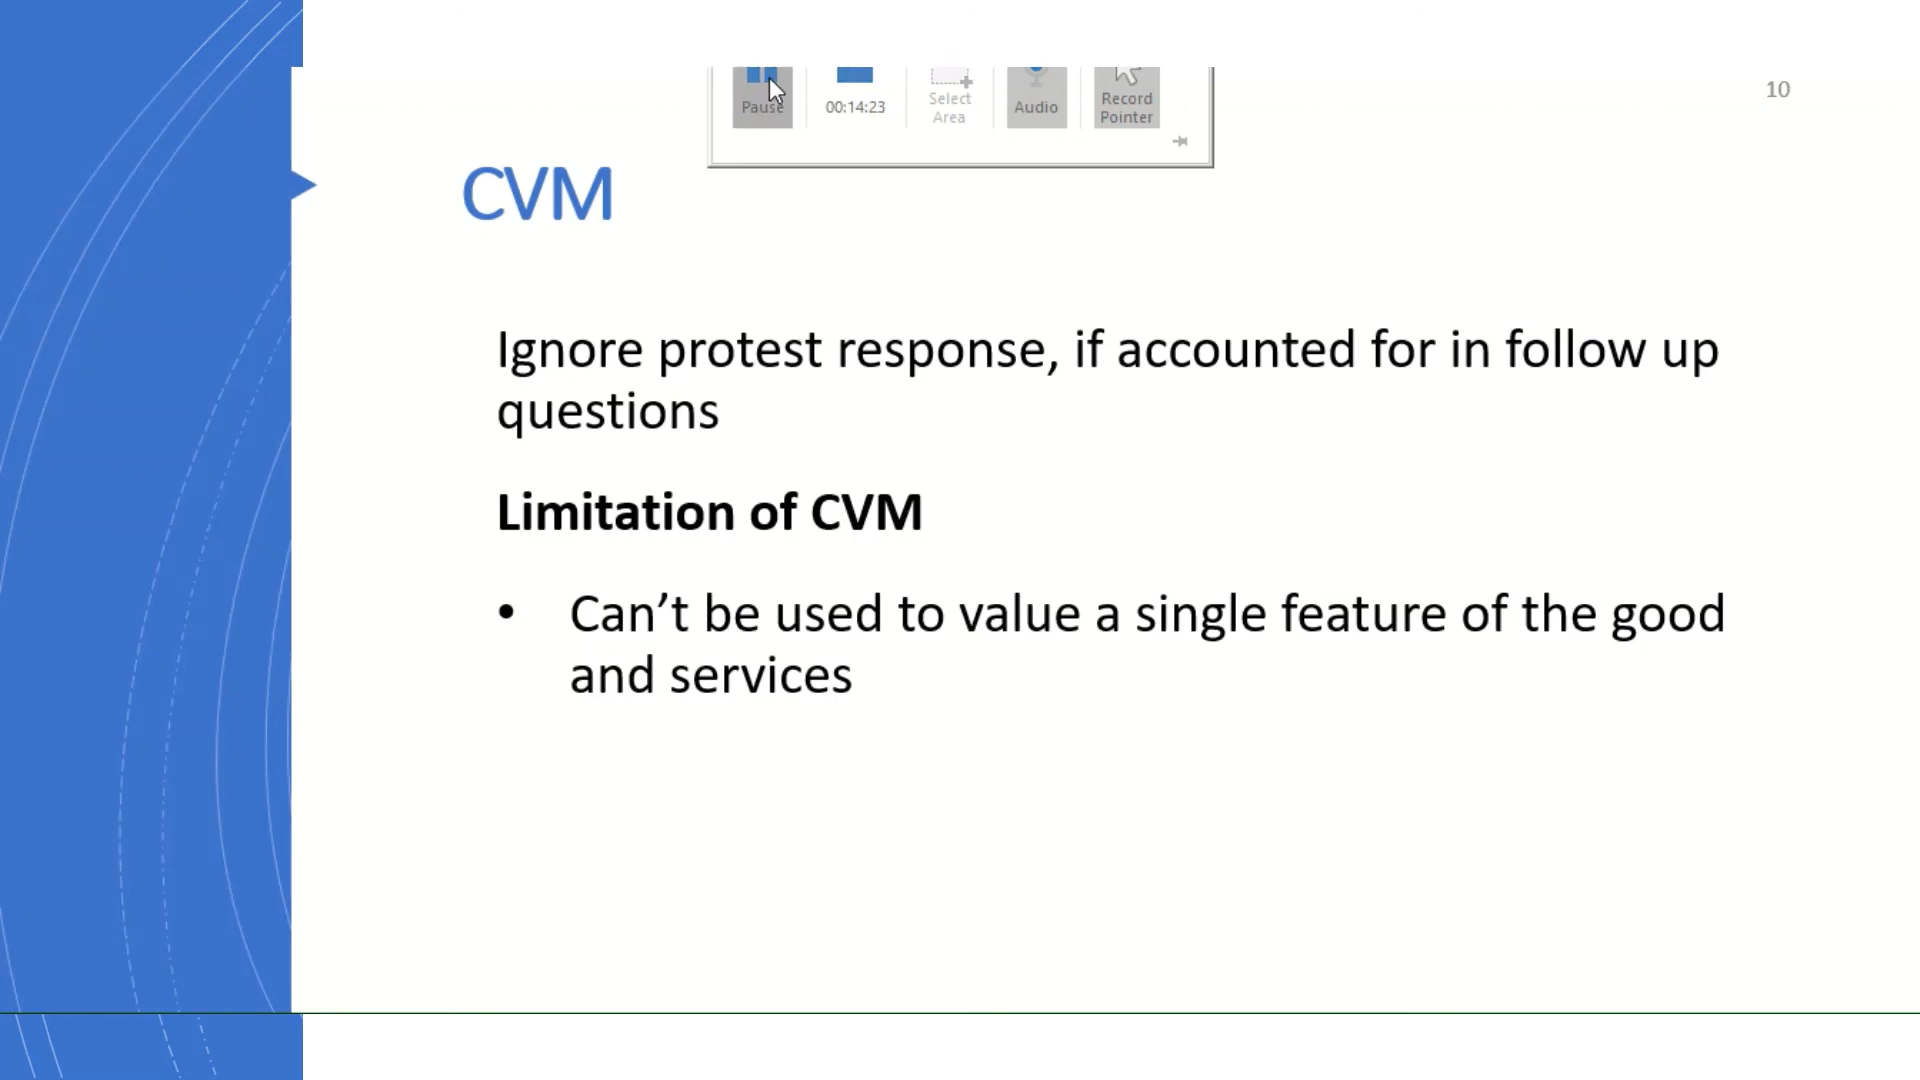 Pause
00:14:23
Select
Area
Audio
Record
Pointer
10
CVM
Ignore protest response, if accounted for in follow up
questions
Limitation of CVM
• Can’t be used to value a single feature of the good
and services